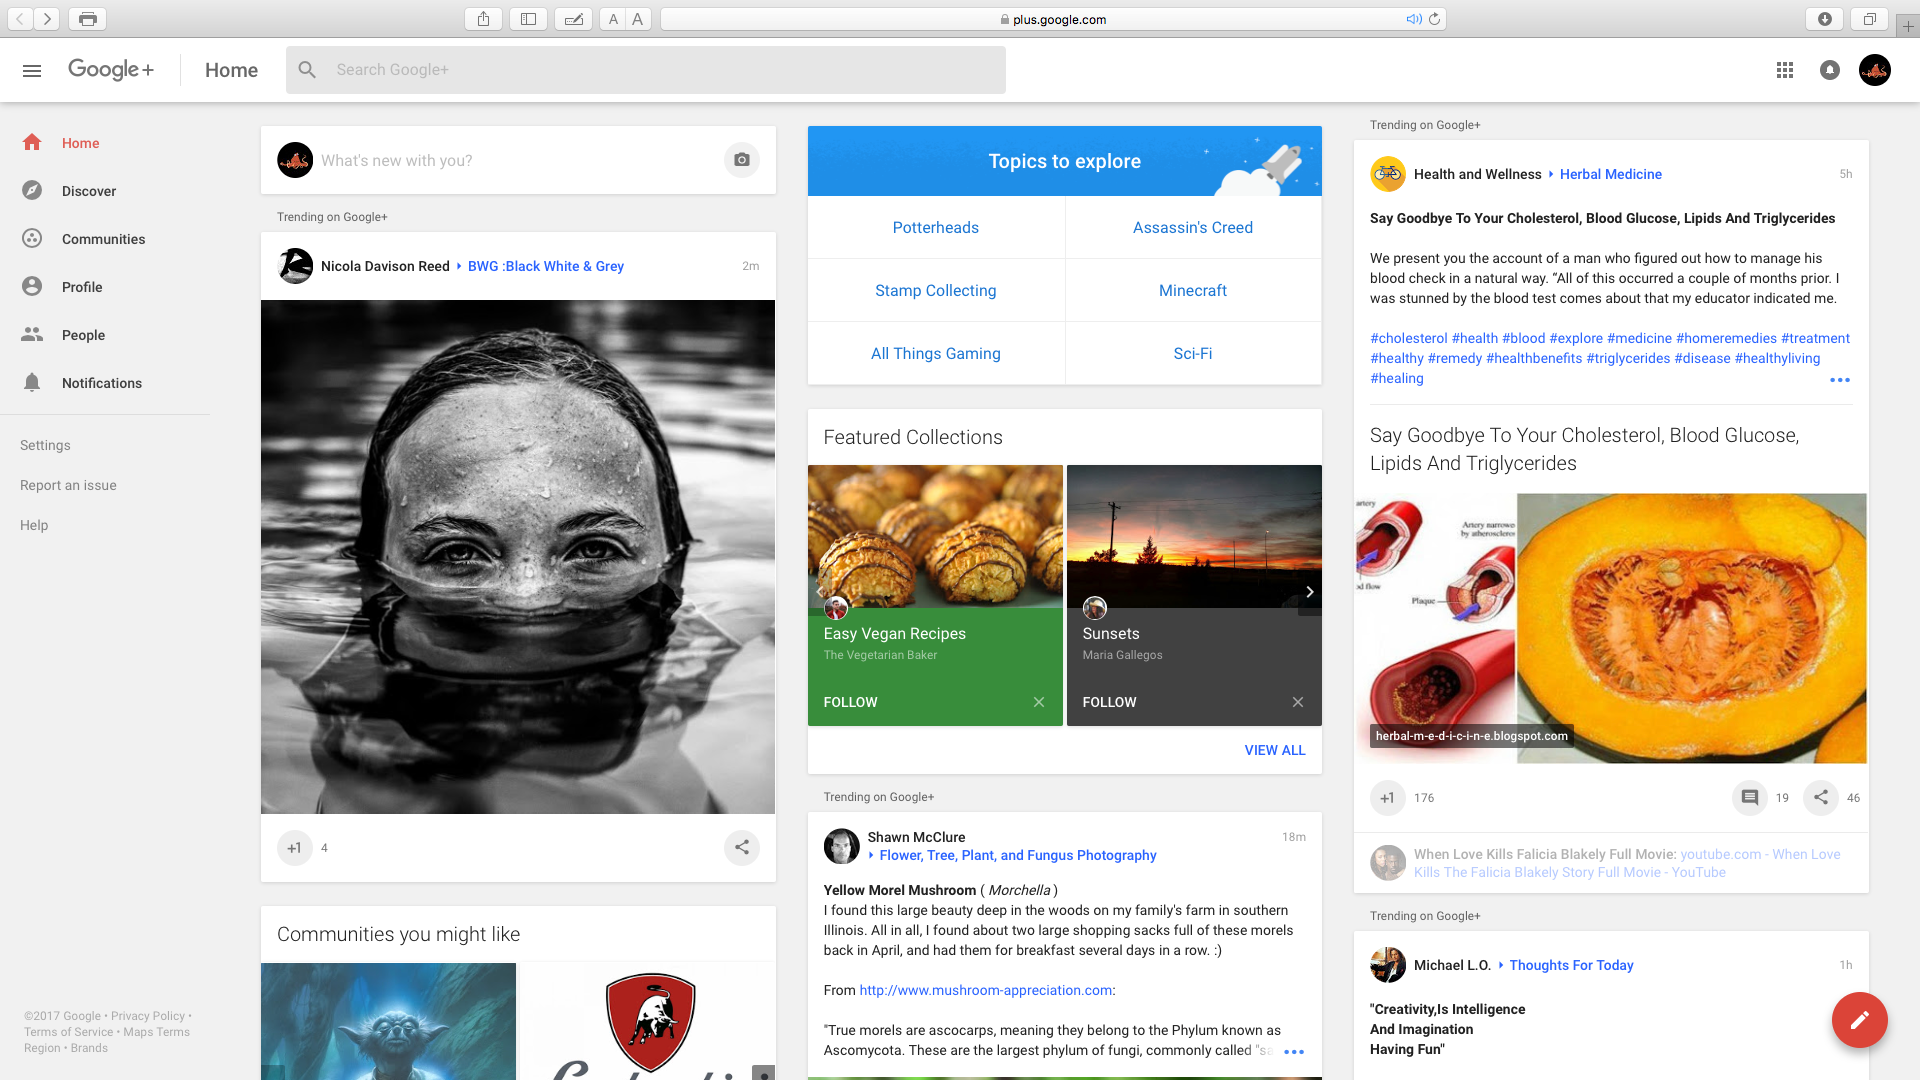 A A
plus.google.com
Google+
Home
Search Google+
Home
Discover
Communities
Profile
People
Notifications
Settings
Report an issue
Help
©2017 Google • Privacy Policy •
Terms of Service • Maps Terms
Region • Brands
What's new with you?
Trending on Google+
Nicola Davison Reed ‣ BWG :Black White & Grey
2m
+1
4
Communities you might like
Topics to explore
Potterheads
Assassin's Creed
Stamp Collecting
Minecraft
All Things Gaming
Sci-Fi
Featured Collections
Easy Vegan Recipes
The Vegetarian Baker
FOLLOW
Sunsets
Maria Gallegos
FOLLOW
VIEW ALL
Trending on Google+
Shawn McClure
18m
‣ Flower, Tree, Plant, and Fungus Photography
Yellow Morel Mushroom ( Morchella )
I found this large beauty deep in the woods on my family's farm in southern
Illinois. All in all, I found about two large shopping sacks full of these morels
back in April, and had them for breakfast several days in a row. :)
From http://www.mushroom-appreciation.com:
"True morels are ascocarps, meaning they belong to the Phylum known as
Ascomycota. These are the largest phylum of fungi, commonly called "sa
Trending on Google+
Health and Wellness ‣ Herbal Medicine
5h
Say Goodbye To Your Cholesterol, Blood Glucose, Lipids And Triglycerides
We present you the account of a man who figured out how to manage his
blood check in a natural way. “All of this occurred a couple of months prior. I
was stunned by the blood test comes about that my educator indicated me.
#cholesterol #health #blood #explore #medicine #homeremedies #treatment
#healthy #remedy #healthbenefits #triglycerides #disease #healthyliving
#healing
Say Goodbye To Your Cholesterol, Blood Glucose,
Lipids And Triglycerides
artery
Artery narrowe
by atheroscleros
d flow
Plaque
herbal-m-e-d-i-c-i-n-e.blogspot.com
+1
176
19
46
When Love Kills Falicia Blakely Full Movie: youtube.com - When Love
Kills The Falicia Blakely Story Full Movie - YouTube
Trending on Google+
Michael L.O. ‣ Thoughts For Today
1h
"Creativity,Is Intelligence
And Imagination
Having Fun"